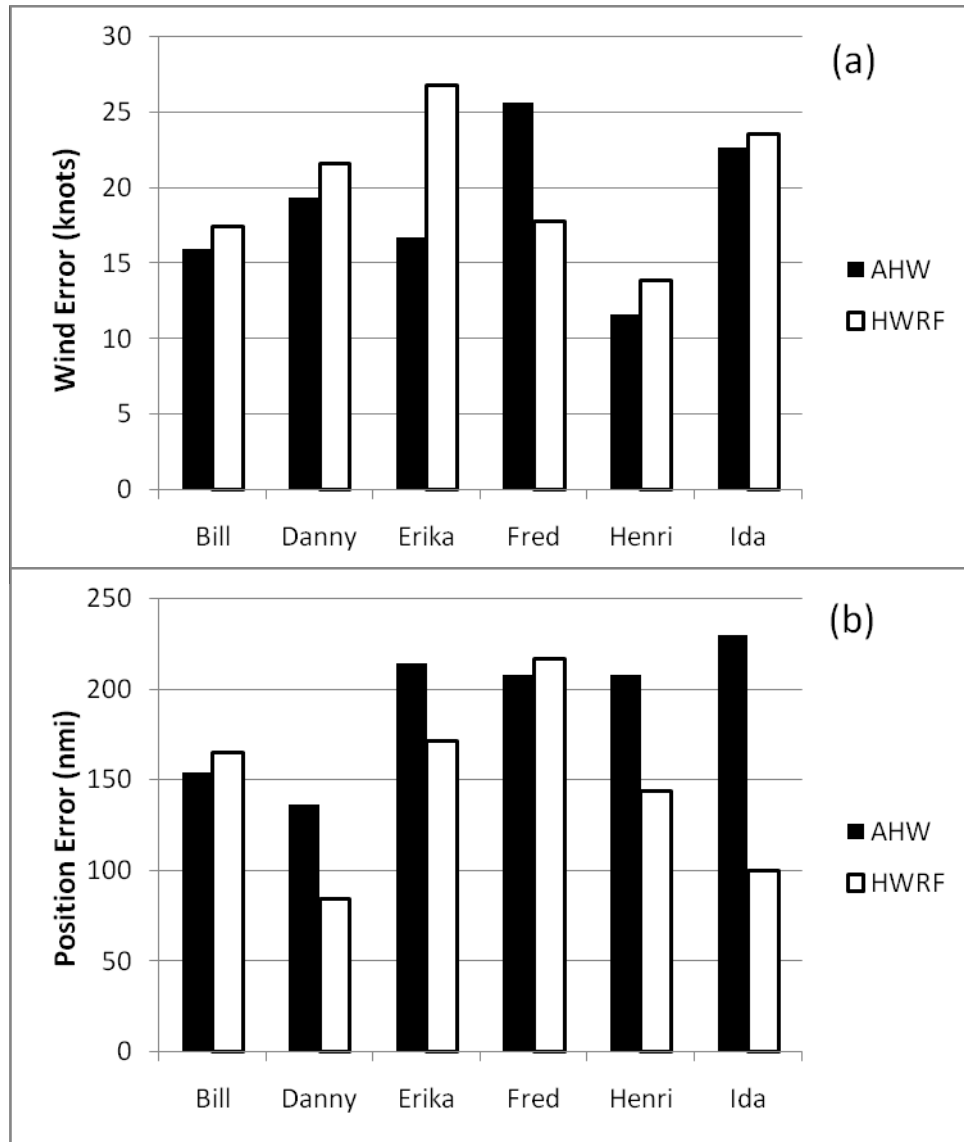 (a)
Wind Error (knots)
30
25
20
15
10
5
0
Bill Danny Erika Fred Henri Ida
AHW
HWRF
(b)
Position Error (nmi)
250
200
150
100
50
0
Bill Danny Erika Fred Henri Ida
AHW
HWRF